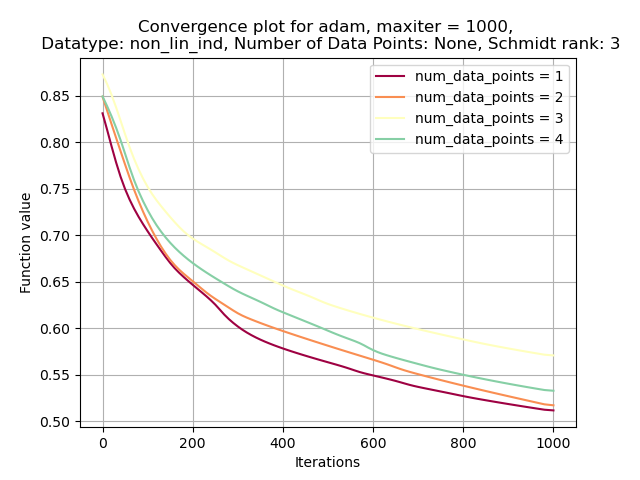 Convergence plot for adam, maxiter = 1000,
Datatype: non_lin_ind, Number of Data Points: None, Schmidt rank: 3
num_data_points = 1
num_data_points = 2
num_data_points = 3
num_data_points = 4
Function value
0.85
0.80
0.75
0.70
0.65
0.60
0.55
0.50
0
200
400
600
800
1000
Iterations